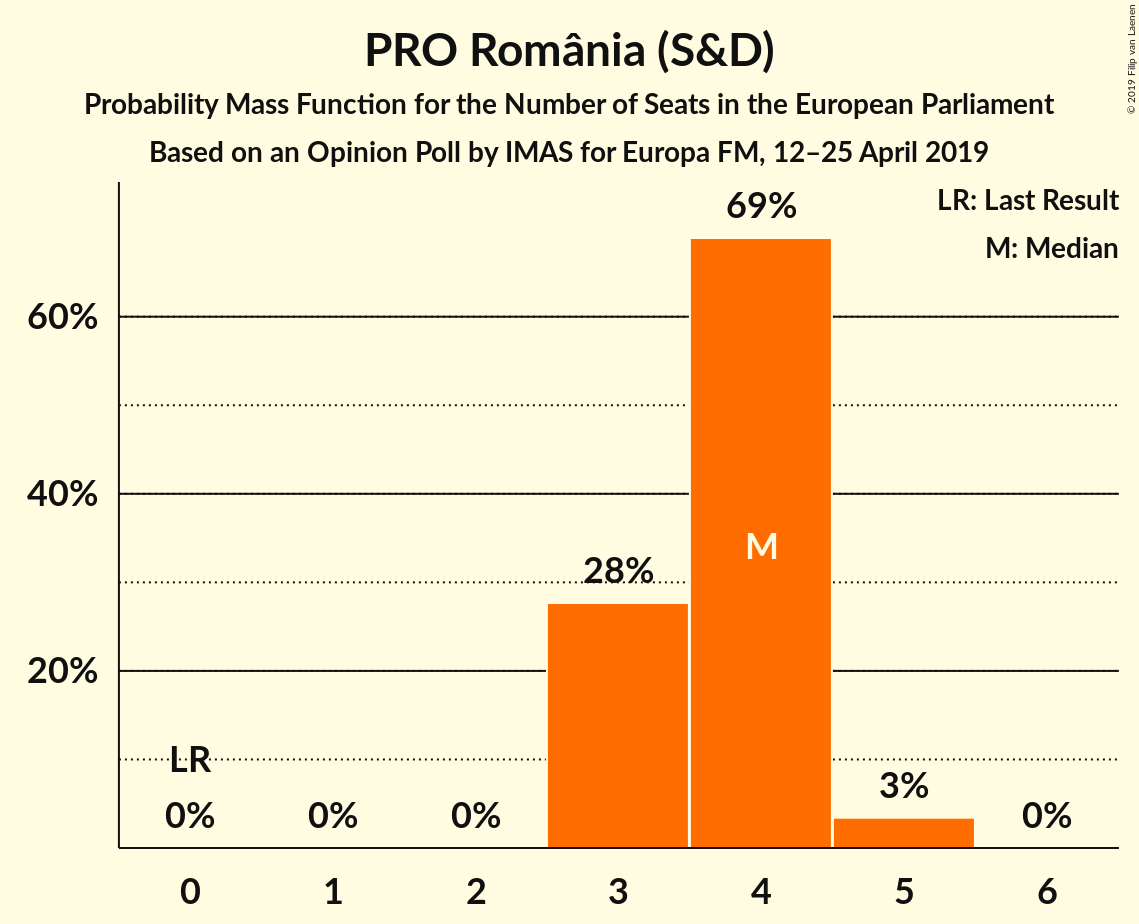 PRO România (S&D)
Probability Mass Function for the Number of Seats in the European Parliament
Based on an Opinion Poll by IMAS for Europa FM, 12–25 April 2019
© 2019 Filip van Laenen
LR: Last Result
M: Median
69%
60%
40%
M
28%
20%
LR
3%
0% 0% 0% 0%
0 1 2 3 4 5 6